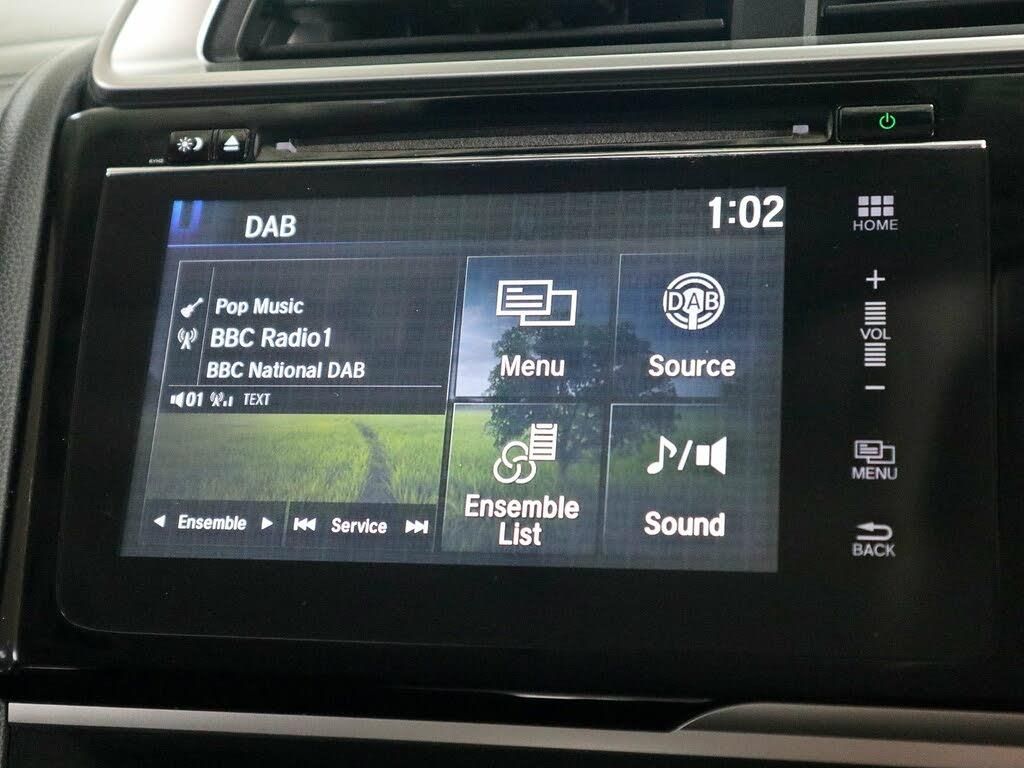 DAB
1:02
Pop Music
BBC Radio1
BBC National DAB
01 TEXT
Menu
DAB
Source
Ensemble
List
Sound
Ensemble
Service
HOME
+
VOL
−
MENU
BACK